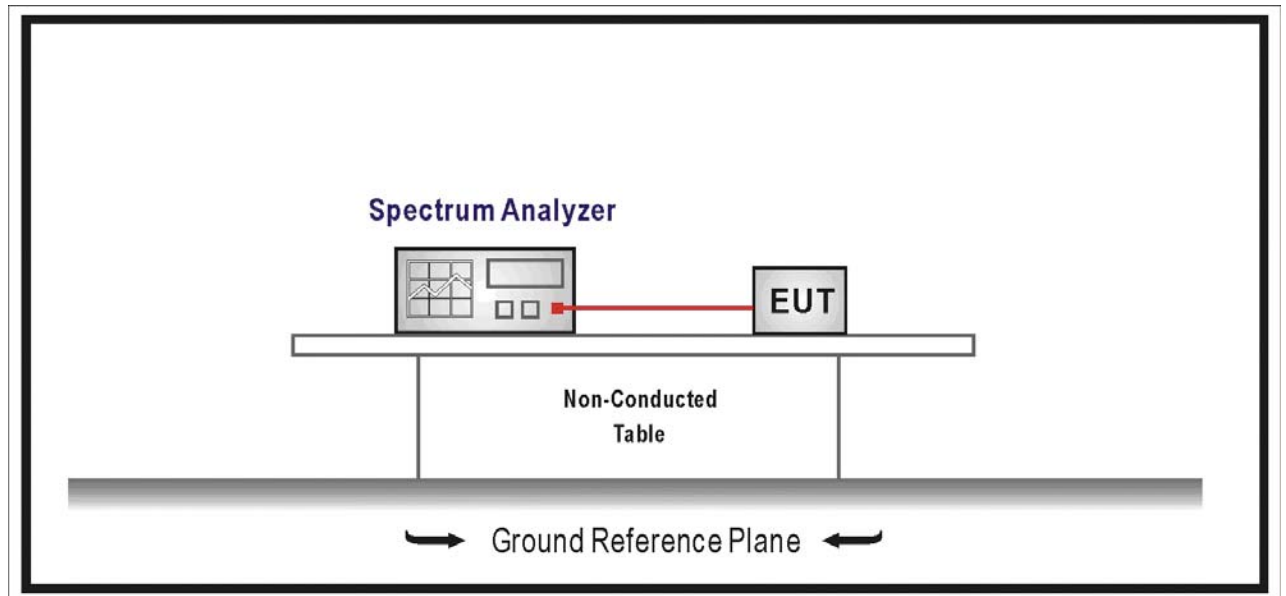 Spectrum Analyzer
EUT
Non-Conducted
Table
Ground Reference Plane